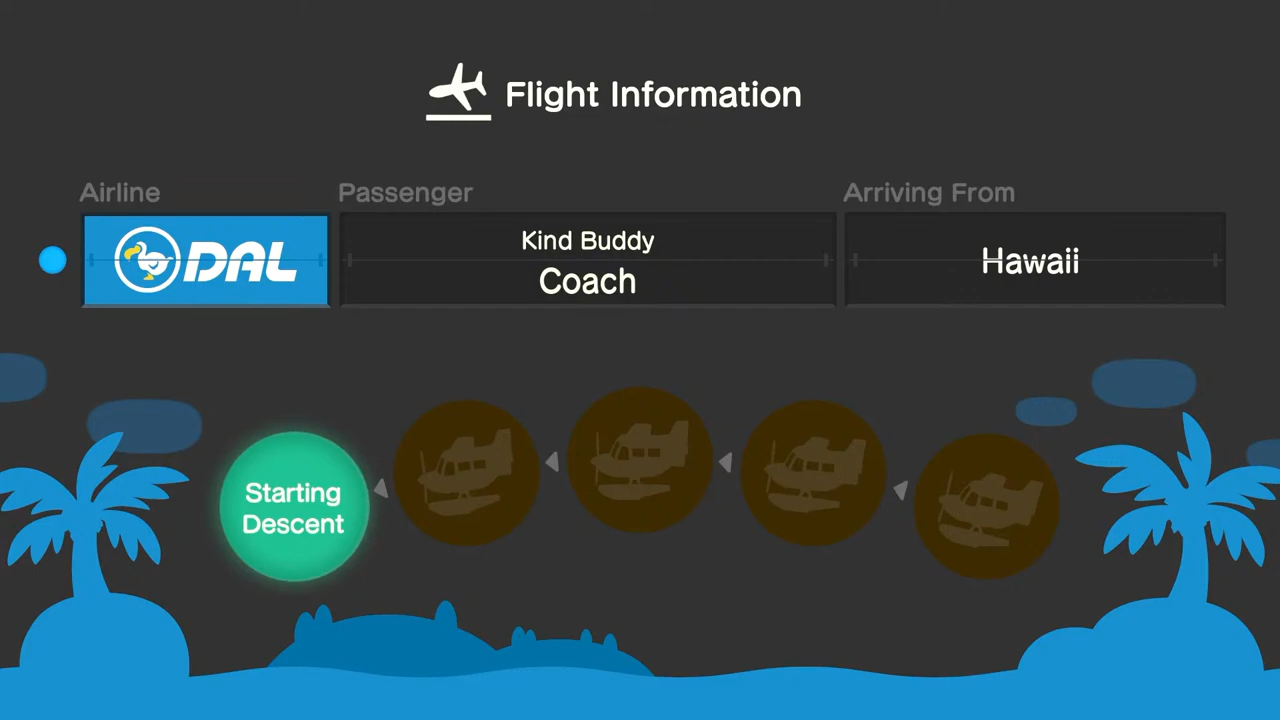 Flight Information
Airline
Passenger
Arriving From
DAL
Kind Buddy
Coach
Hawaii
Starting
Descent